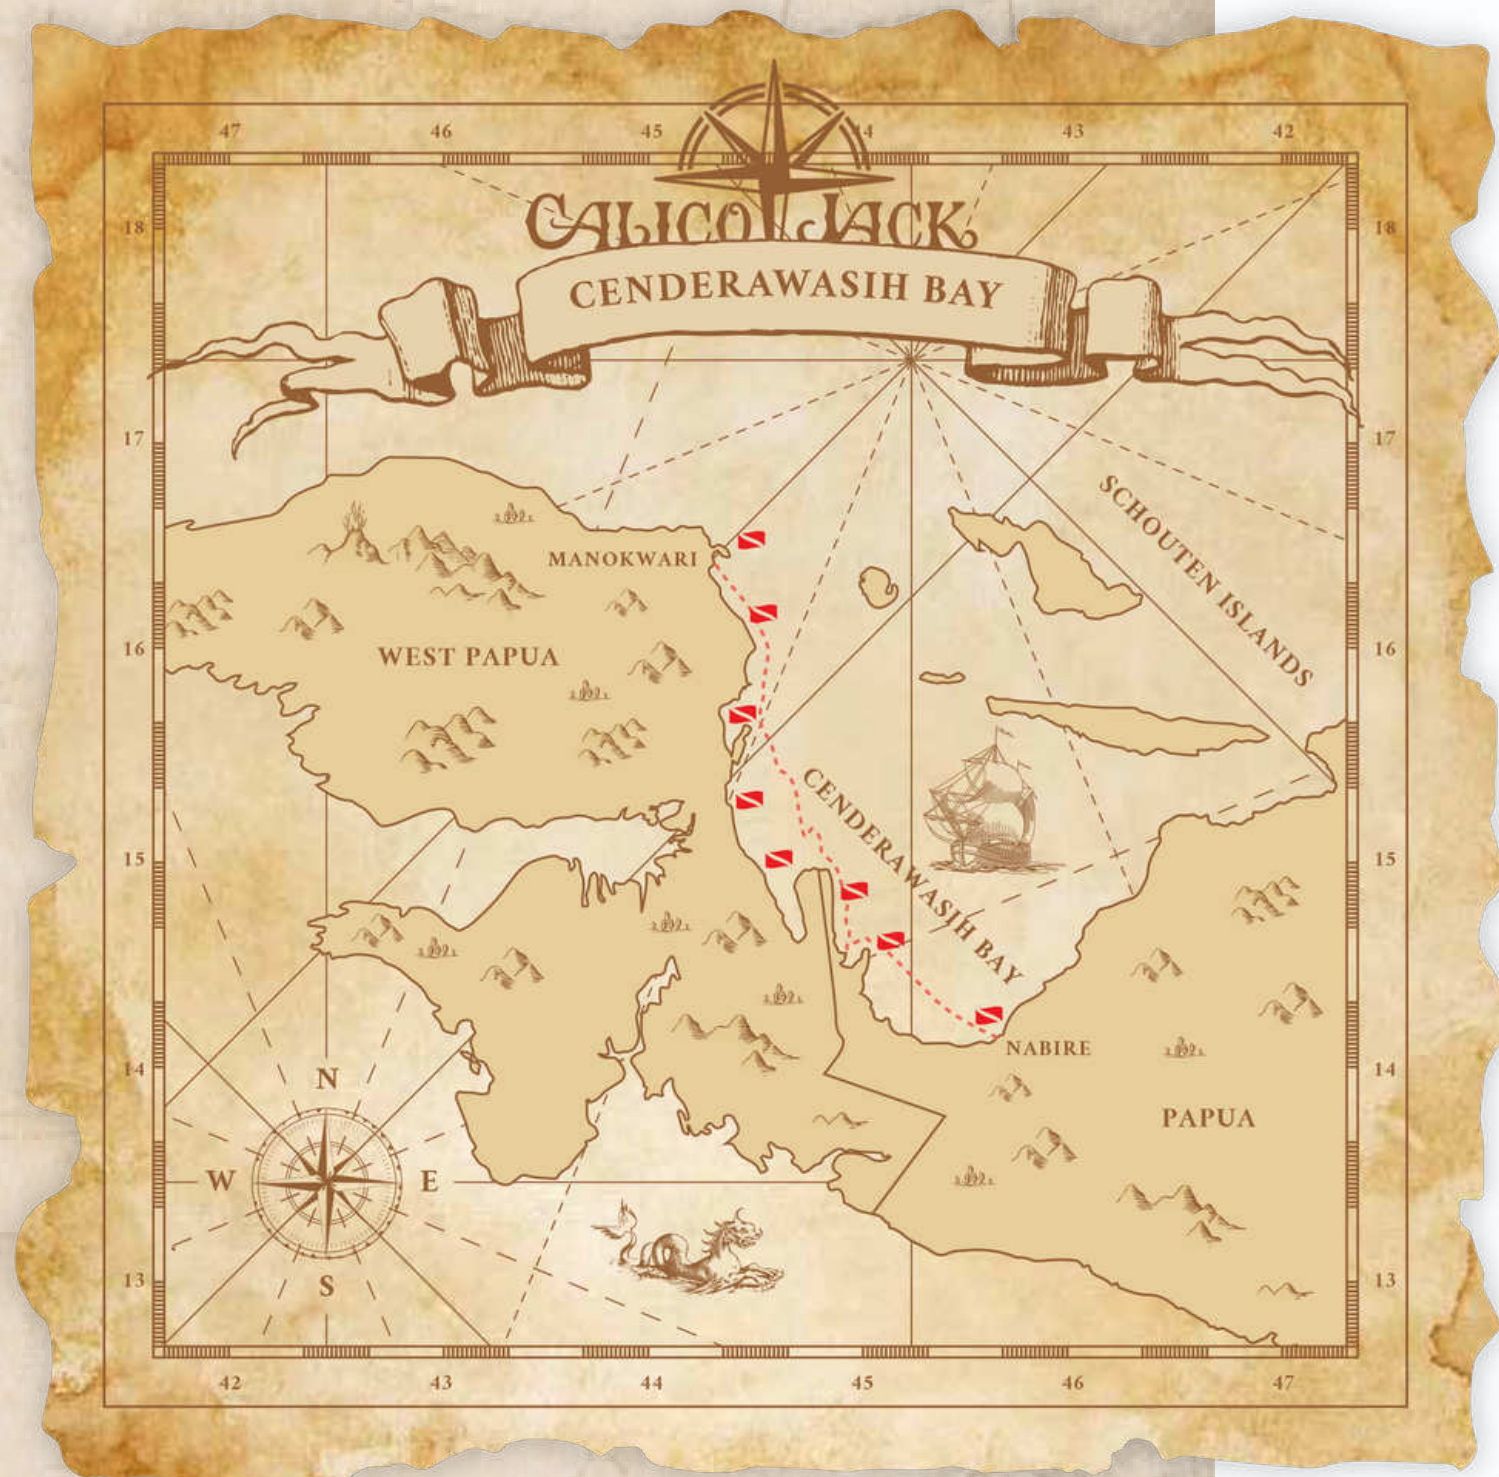 47 46 45 44 43 42
CALICO JACK
CENDERAWASIH BAY
18 18
17 17
SCHOUTEN ISLANDS
MANOKWARI
16 16
WEST PAPUA
CENDERAWASIH BAY
15 15
NABIRE
14 14
N
PAPUA
W E
S
13 13
42 43 44 45 46 47